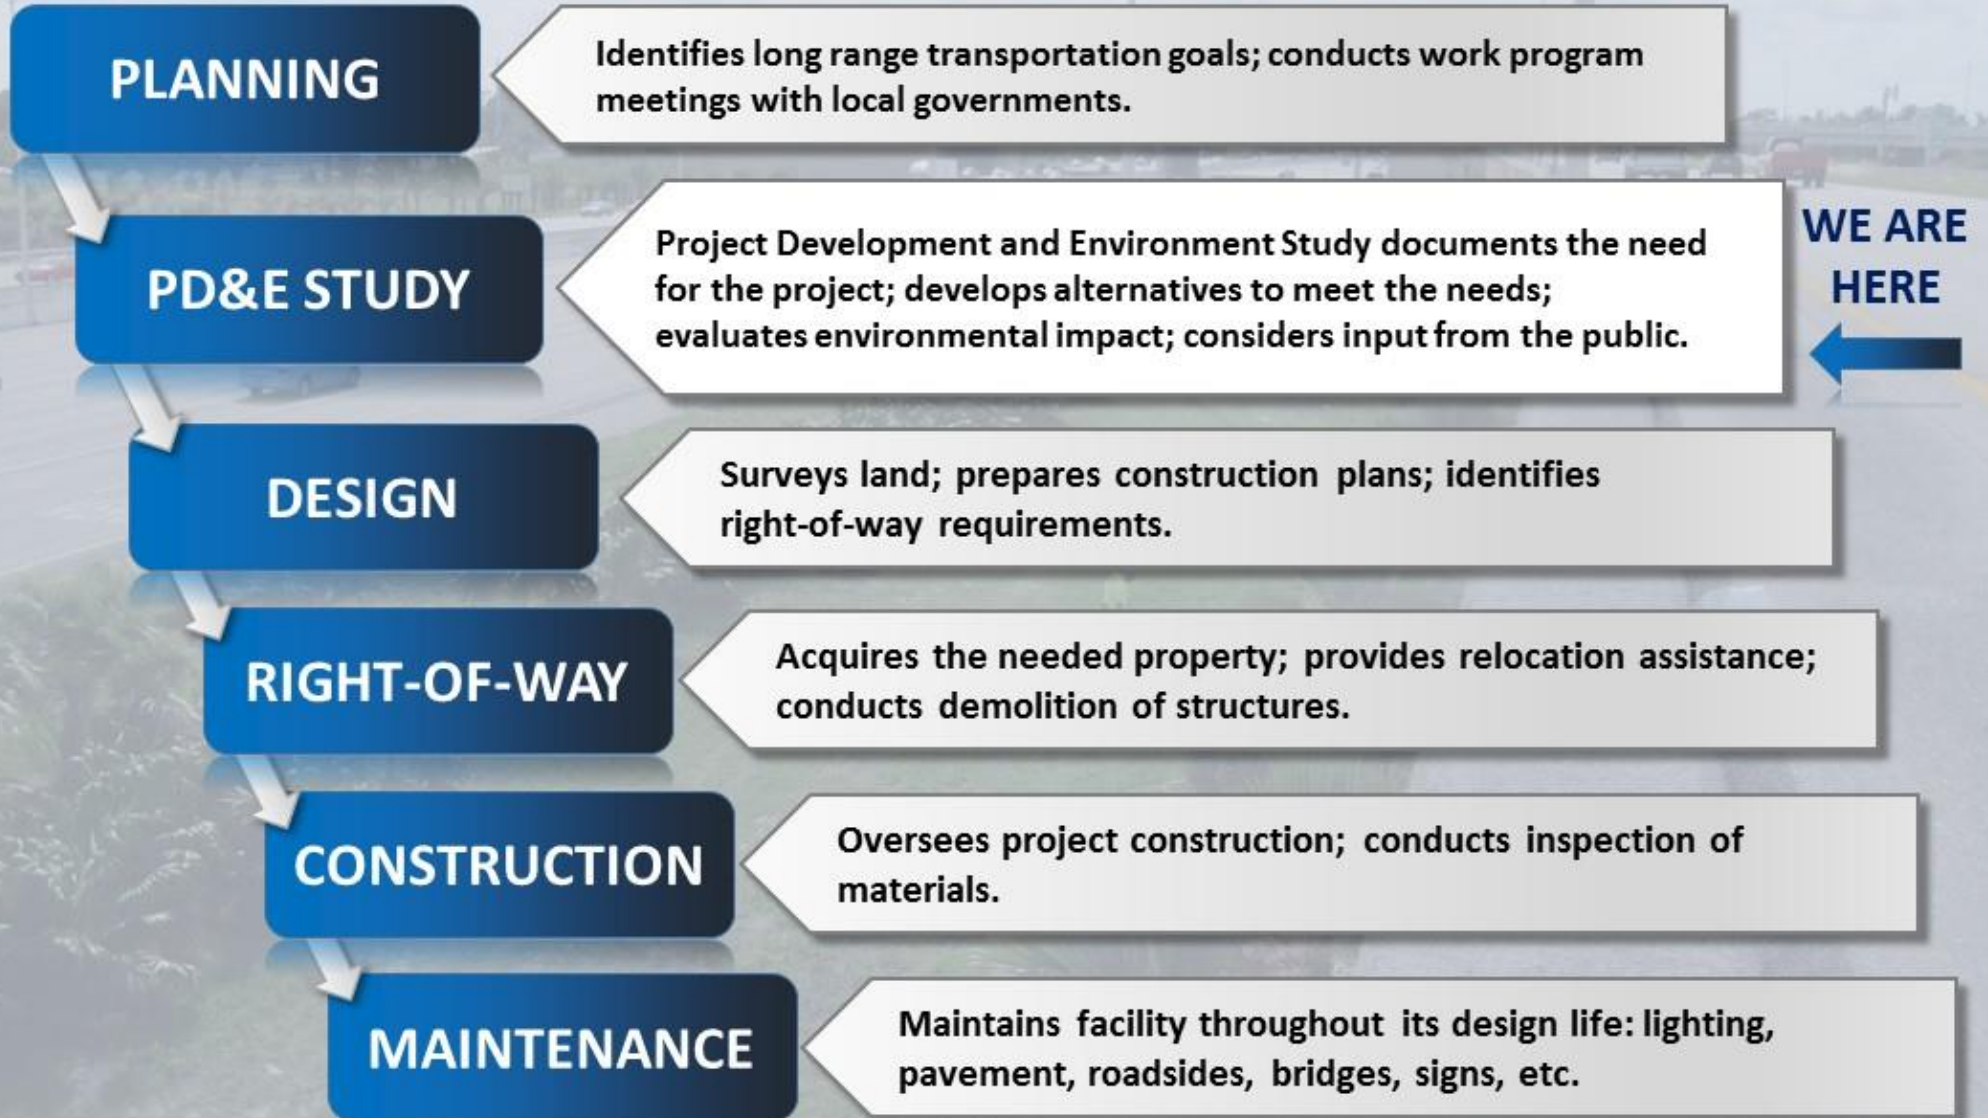 PLANNING
Identifies long range transportation goals; conducts work program
meetings with local governments.
PD&E STUDY
Project Development and Environment Study documents the need
for the project; develops alternatives to meet the needs;
evaluates environmental impact; considers input from the public.
WE ARE
HERE
DESIGN
Surveys land; prepares construction plans; identifies
right-of-way requirements.
RIGHT-OF-WAY
Acquires the needed property; provides relocation assistance;
conducts demolition of structures.
CONSTRUCTION
Oversees project construction; conducts inspection of
materials.
MAINTENANCE
Maintains facility throughout its design life: lighting,
pavement, roadsides, bridges, signs, etc.